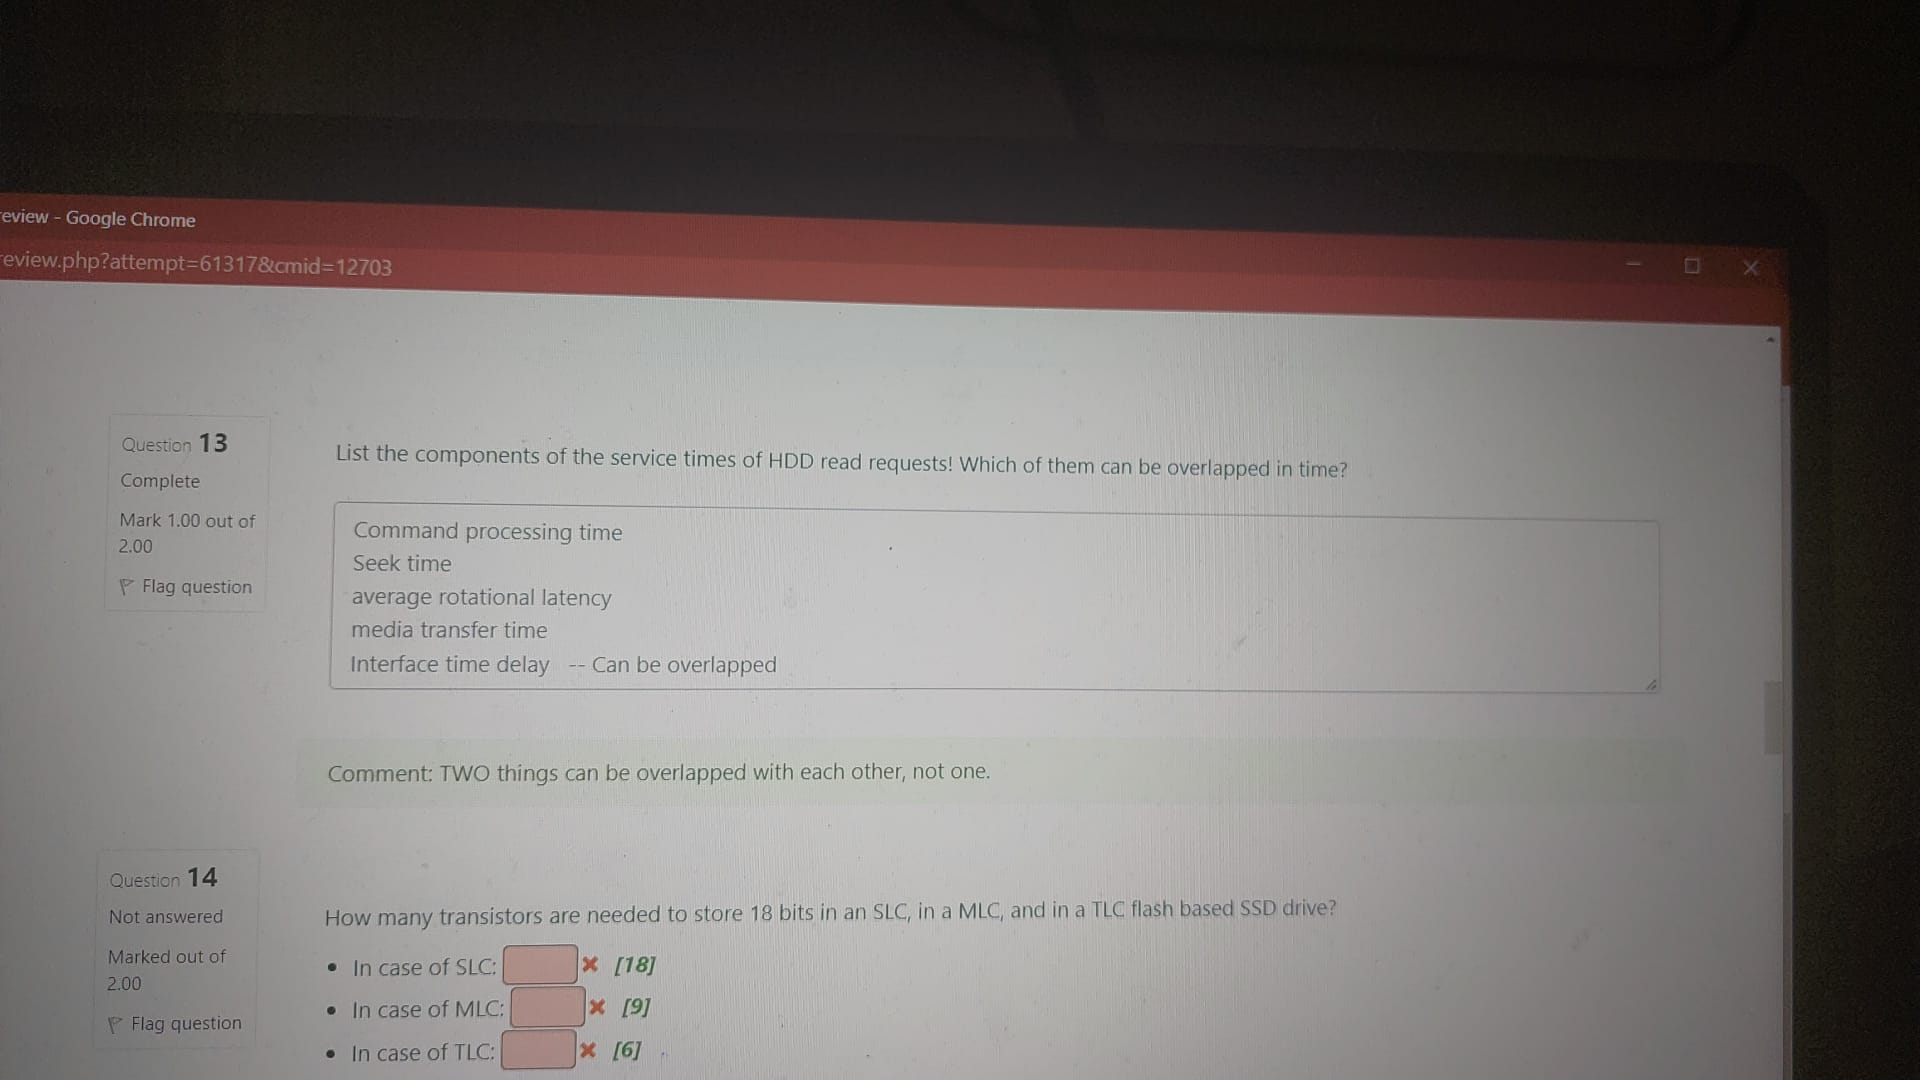 eview - Google Chrome
review.php?attempt=61317&cmid=12703
Question 13
Complete
Mark 1.00 out of
2.00
Flag question
List the components of the service times of HDD read requests! Which of them can be overlapped in time?
Command processing time
Seek time
average rotational latency
media transfer time
Interface time delay -- Can be overlapped
Comment: TWO things can be overlapped with each other, not one.
Question 14
Not answered
Marked out of
2.00
Flag question
How many transistors are needed to store 18 bits in an SLC, in a MLC, and in a TLC flash based SSD drive?
• In case of SLC: ✖ [18]
• In case of MLC: ✖ [9]
• In case of TLC: ✖ [6]